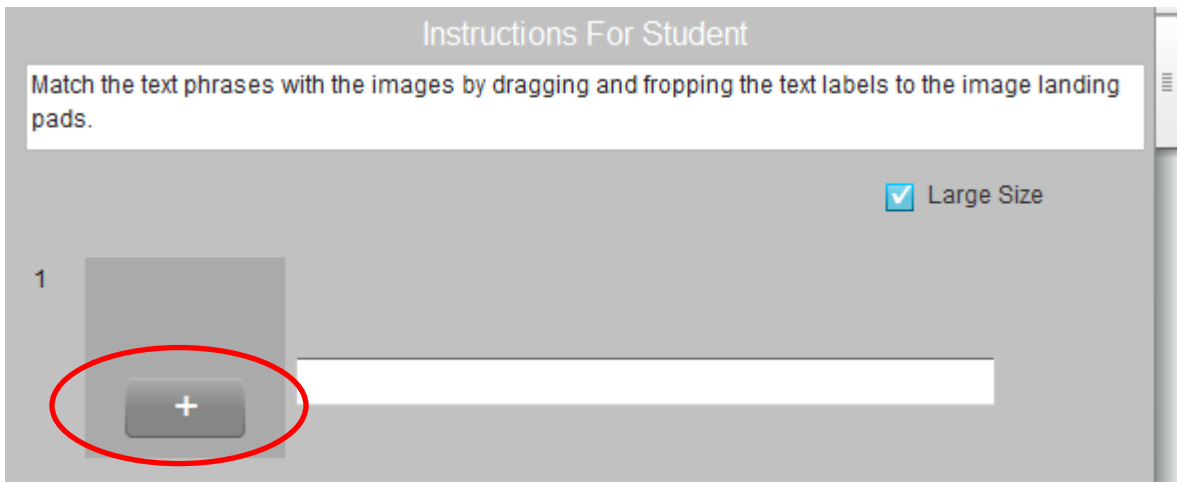 Instructions For Student
Match the text phrases with the images by dragging and fropping the text labels to the image landing
pads.
Large Size
1
+